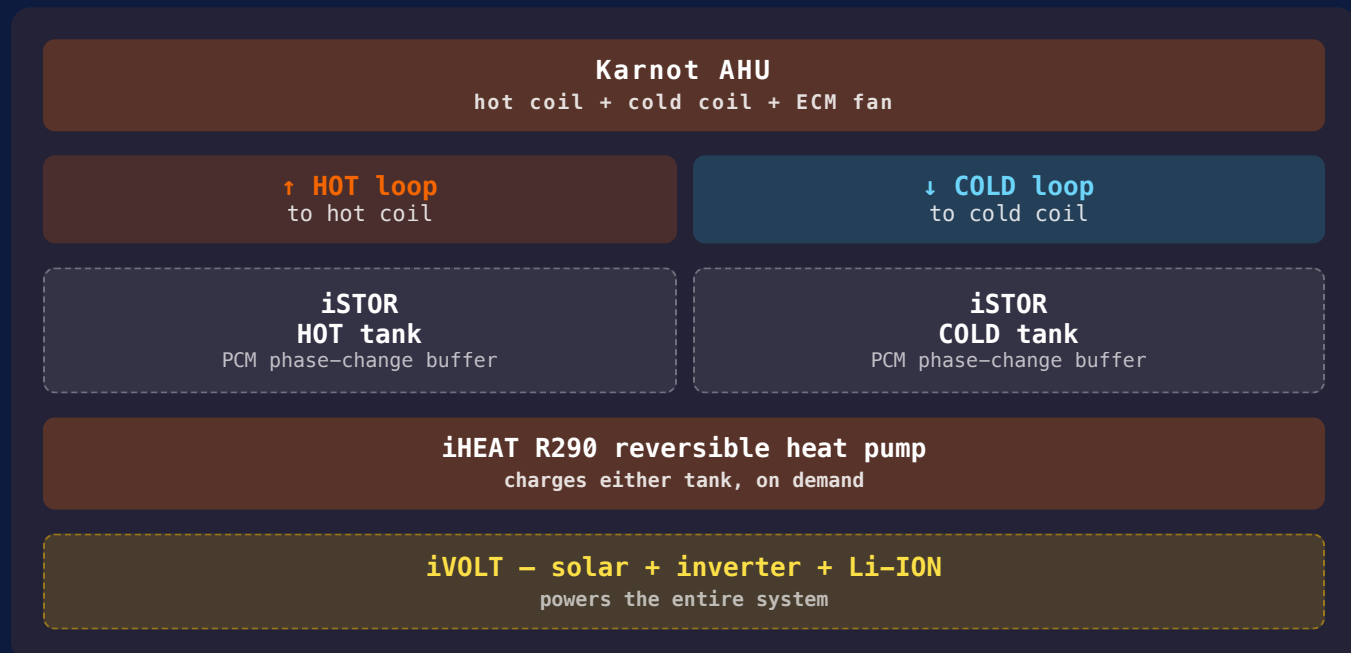 Karnot AHU
hot coil + cold coil + ECM fan
↑ HOT loop
to hot coil
↓ COLD loop
to cold coil
iSTOR
HOT tank
PCM phase–change buffer
iSTOR
COLD tank
PCM phase–change buffer
iHEAT R290 reversible heat pump
charges either tank, on demand
iVOLT — solar + inverter + Li–ION
powers the entire system